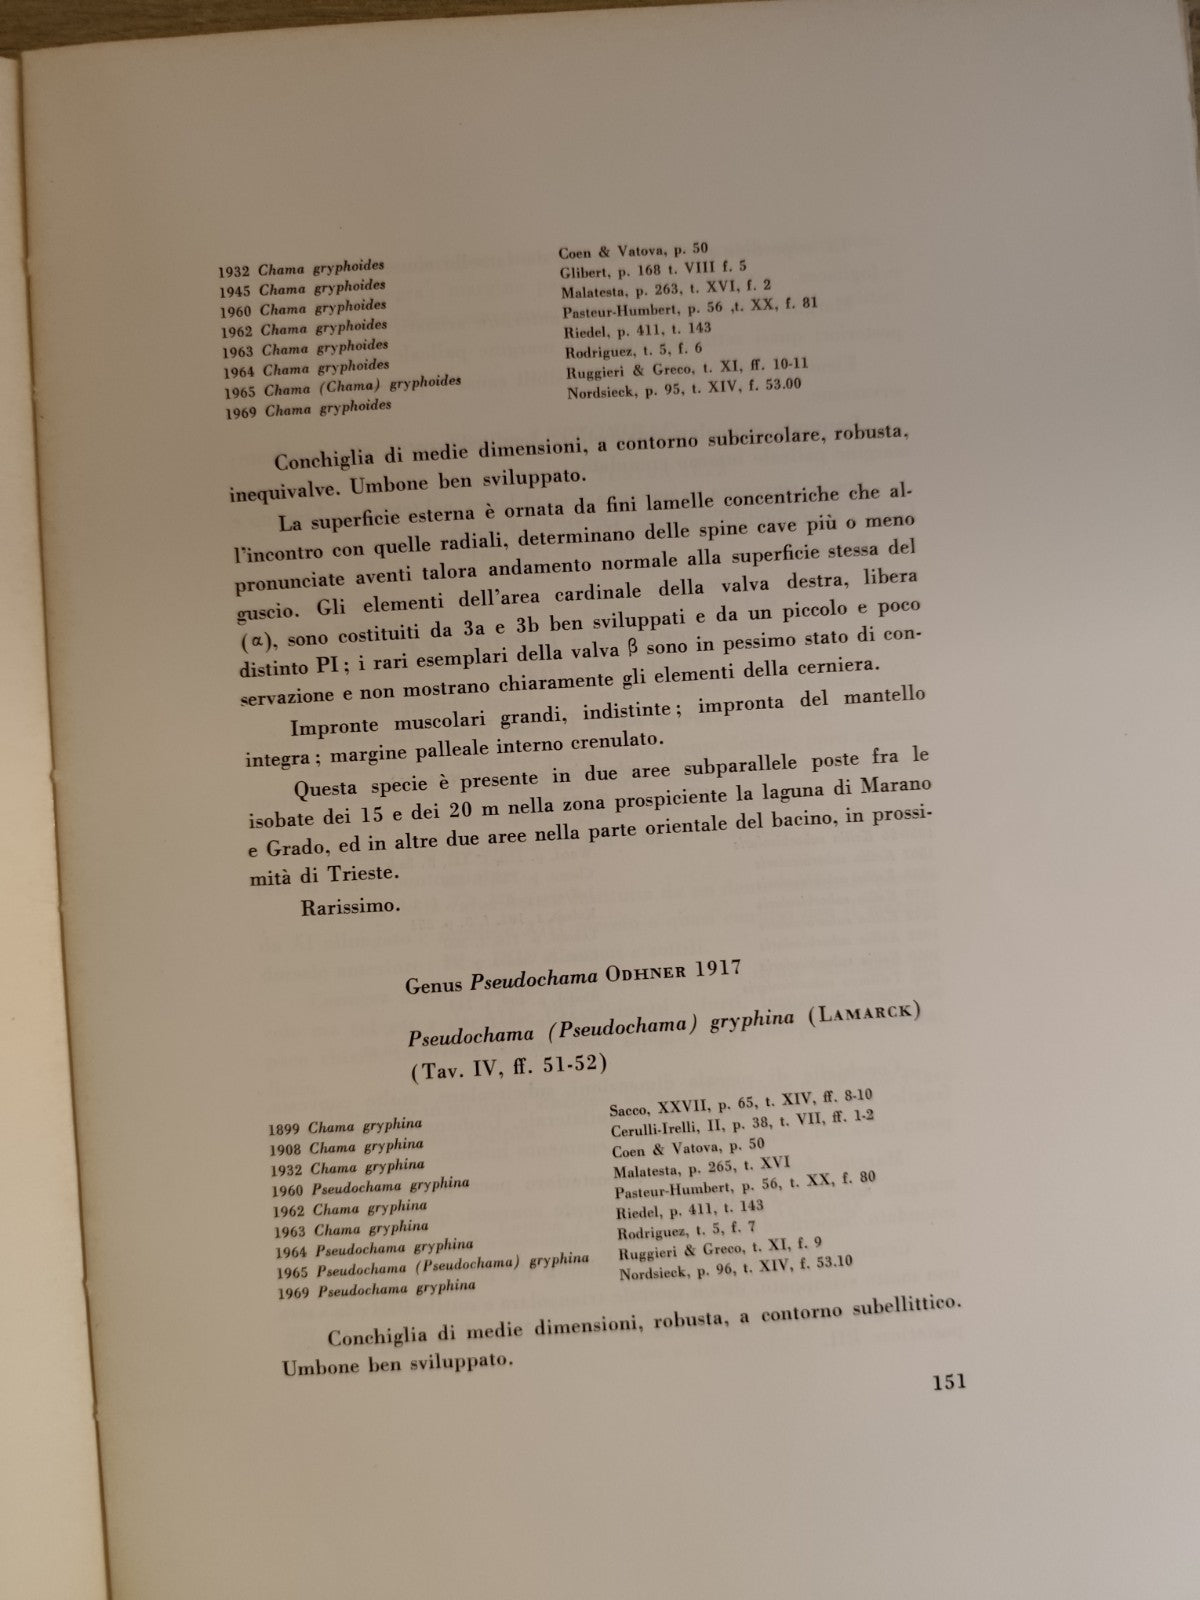 1932 Chama gryphoides Coen & Vatova, p. 50
1945 Chama gryphoides Glibert, p. 168 t. VIII f. 5
1960 Chama gryphoides Malatesta, p. 263, t. XVI, f. 2
1962 Chama gryphoides Pasteur-Humbert, p. 56 ,t. XX, f. 81
1963 Chama gryphoides Riedel, p. 411, t. 143
1964 Chama gryphoides Rodriguez, t. 5, f. 6
1965 Chama (Chama) gryphoides Ruggieri & Greco, t. XI, ff. 10-11
1969 Chama gryphoides Nordsieck, p. 95, t. XIV, f. 53.00
Conchiglia di medie dimensioni, a contorno subcircolare, robusta,
inequivalve. Umbone ben sviluppato.
La superficie esterna è ornata da fini lamelle concentriche che al-
l'incontro con quelle radiali, determinano delle spine cave più o meno
pronunciate aventi talora andamento normale alla superficie stessa del
guscio. Gli elementi dell'area cardinale della valva destra, libera
(α), sono costituiti da 3a e 3b ben sviluppati e da un piccolo e poco
distinto PI; i rari esemplari della valva β sono in pessimo stato di con-
servazione e non mostrano chiaramente gli elementi della cerniera.
Impronte muscolari grandi, indistinte; impronta del mantello
integra; margine palleale interno crenulato.
Questa specie è presente in due aree subparallele poste fra le
isobate dei 15 e dei 20 m nella zona prospiciente la laguna di Marano
e Grado, ed in altre due aree nella parte orientale del bacino, in prossi-
mità di Trieste.
Rarissimo.
Genus Pseudochama ODHNER 1917
Pseudochama (Pseudochama) gryphina (LAMARCK)
(Tav. IV, ff. 51-52)
1899 Chama gryphina Sacco, XXVII, p. 65, t. XIV, ff. 8-10
1908 Chama gryphina Cerulli-Irelli, II, p. 38, t. VII, ff. 1-2
1932 Chama gryphina Coen & Vatova, p. 50
1960 Pseudochama gryphina Malatesta, p. 265, t. XVI
1962 Chama gryphina Pasteur-Humbert, p. 56, t. XX, f. 80
1963 Chama gryphina Riedel, p. 411, t. 143
1964 Pseudochama gryphina Rodriguez, t. 5, f. 7
1965 Pseudochama (Pseudochama) gryphina Ruggieri & Greco, t. XI, f. 9
1969 Pseudochama gryphina Nordsieck, p. 96, t. XIV, f. 53.10
Conchiglia di medie dimensioni, robusta, a contorno subellittico.
Umbone ben sviluppato.
151